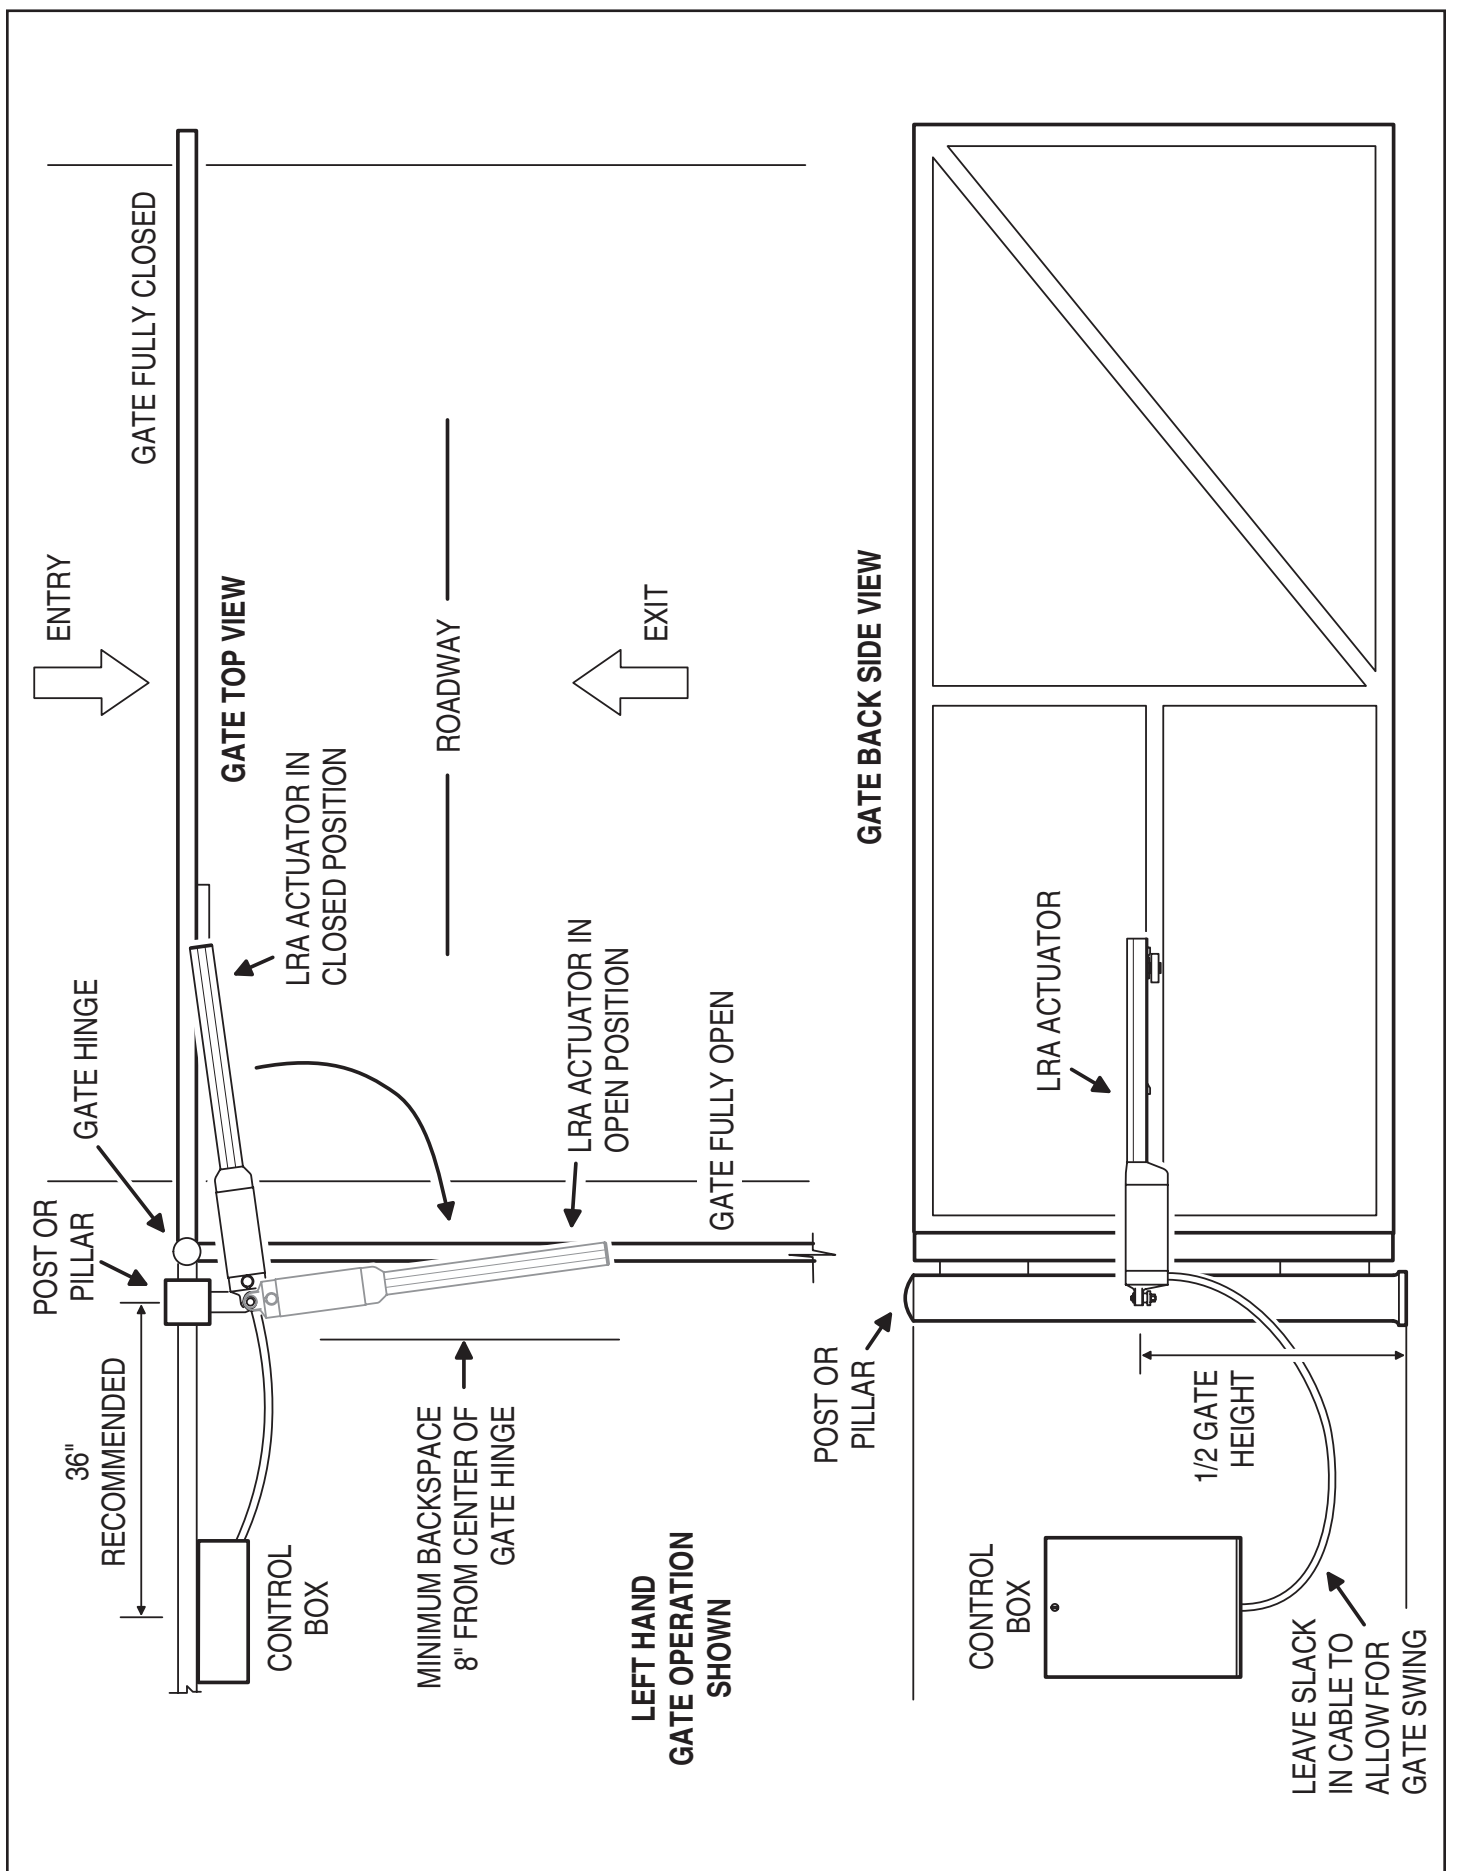 ENTRY
GATE FULLY CLOSED
GATE HINGE
POST OR
PILLAR
36"
RECOMMENDED
CONTROL
BOX
GATE TOP VIEW
LRA ACTUATOR IN
CLOSED POSITION
ROADWAY
MINIMUM BACKSPACE
8" FROM CENTER OF
GATE HINGE
LRA ACTUATOR IN
OPEN POSITION
EXIT
GATE FULLY OPEN
LEFT HAND
GATE OPERATION
SHOWN
GATE BACK SIDE VIEW
POST OR
PILLAR
LRA ACTUATOR
CONTROL
BOX
1/2 GATE
HEIGHT
LEAVE SLACK
IN CABLE TO
ALLOW FOR
GATE SWING